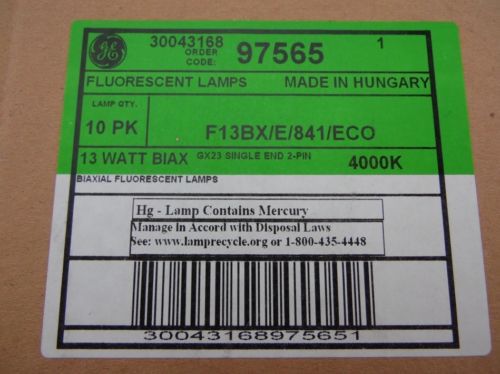 GE
30043168
ORDER CODE: 97565 1
FLUORESCENT LAMPS MADE IN HUNGARY
LAMP QTY.
10 PK F13BX/E/841/ECO
13 WATT BIAX GX23 SINGLE END 2-PIN 4000K
BIAXIAL FLUORESCENT LAMPS
Hg - Lamp Contains Mercury
Manage in Accord with Disposal Laws
See: www.lamprecycle.org or 1-800-435-4448
30043168975651